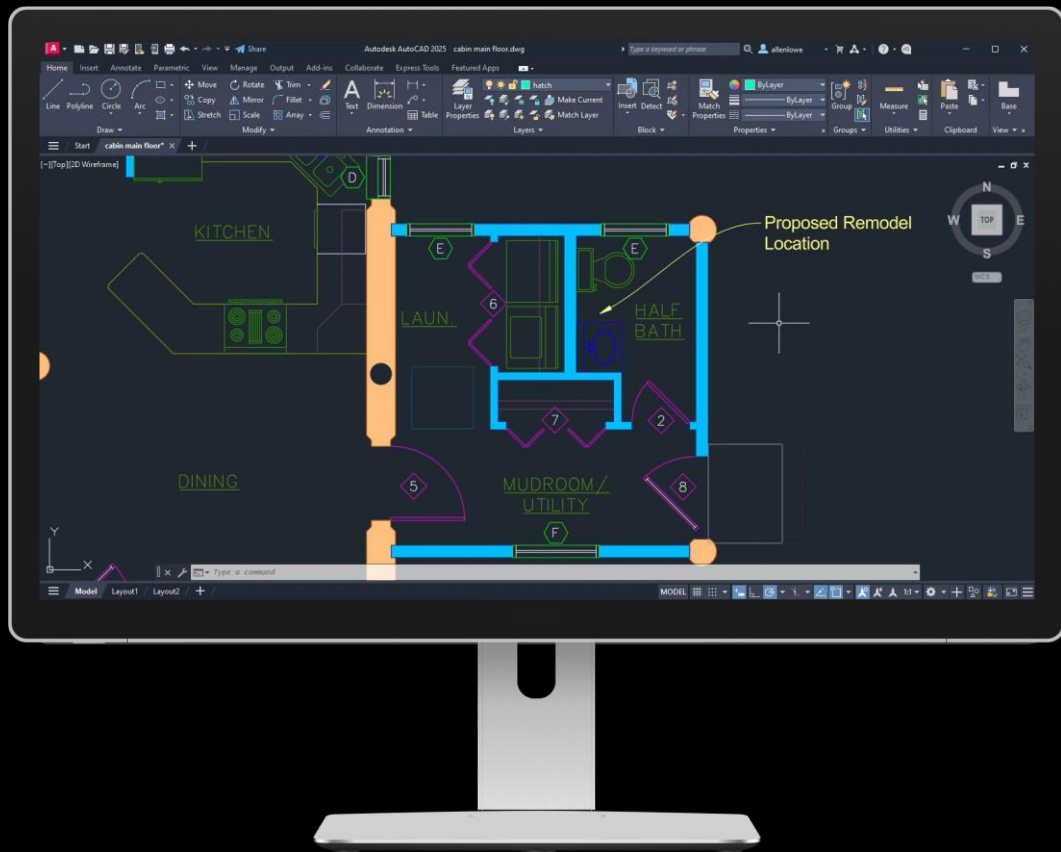 A
Share
Autodesk AutoCAD 2025 cabin main floor.dwg
Type a keyword or phrase
allenlowe
Home Insert Annotate Parametric View Manage Output Add-ins Collaborate Express Tools Featured Apps
Line
Polyline
Circle
Arc
Move
Rotate
Trim
Copy
Mirror
Fillet
Stretch
Scale
Array
Text
Dimension
Table
Layer
Properties
hatch
Make Current
Match Layer
Insert
Detect
Match
Properties
ByLayer
ByLayer
ByLayer
Group
Measure
Paste
Base
Draw
Modify
Annotation
Layers
Block
Properties
Groups
Utilities
Clipboard
View
Start
cabin main floor*
[−][Top][2D Wireframe]
D
N
W
TOP
E
S
WCS
Proposed Remodel
Location
KITCHEN
E
E
6
LAUN.
HALF
BATH
7
2
DINING
5
MUDROOM/
UTILITY
8
F
Y
X
Type a command
Model
Layout1
Layout2
MODEL
1:1